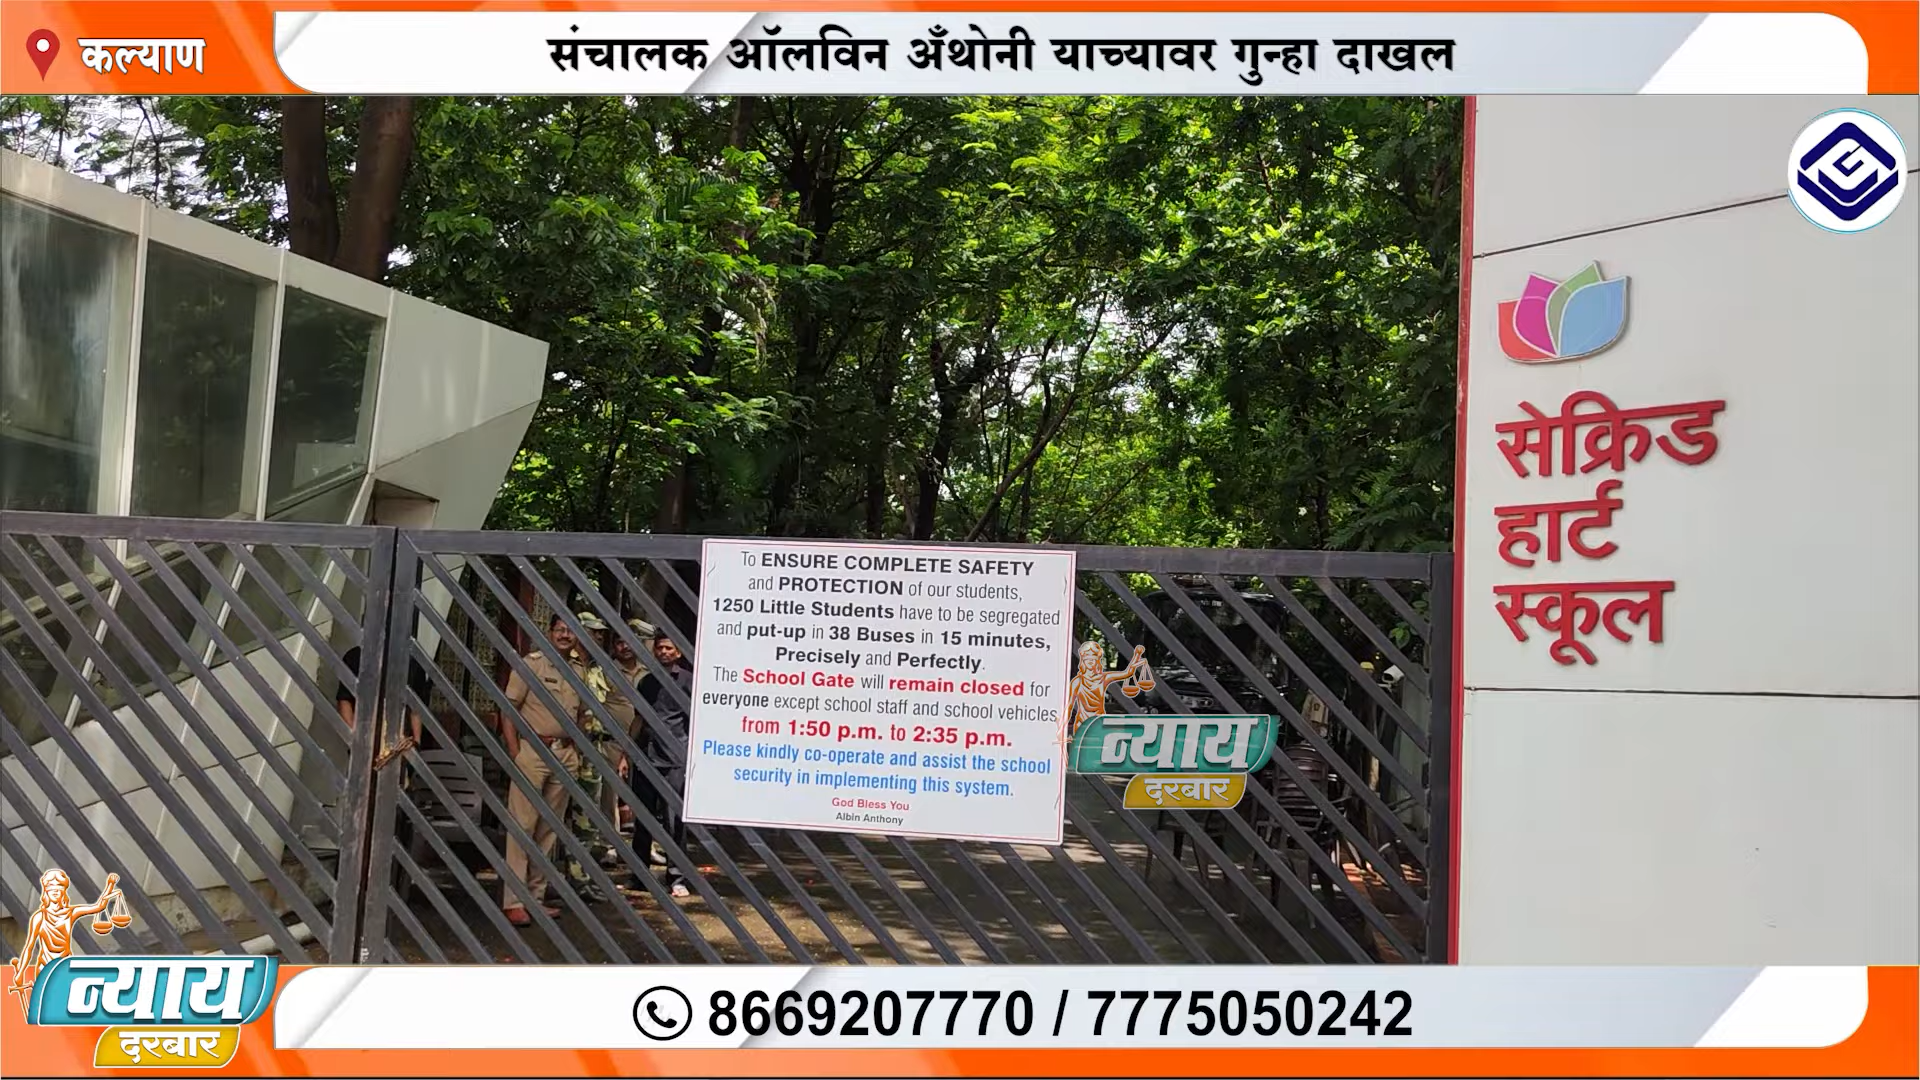 कल्याण
संचालक ऑलविन अँथोनी याच्यावर गुन्हा दाखल
सेक्रिड
हार्ट
स्कूल
To ENSURE COMPLETE SAFETY
and PROTECTION of our students,
1250 Little Students have to be segregated
and put-up in 38 Buses in 15 minutes,
Precisely and Perfectly.
The School Gate will remain closed for
everyone except school staff and school vehicles
from 1:50 p.m. to 2:35 p.m.
Please kindly co-operate and assist the school
security in implementing this system.
God Bless You
Albin Anthony
न्याय
दरबार
न्याय
दरबार
8669207770 / 7775050242